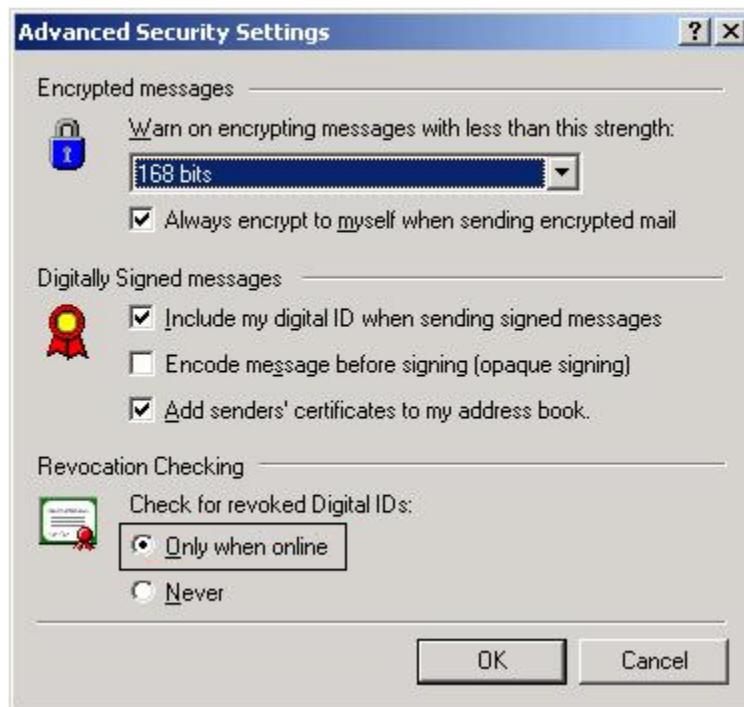 Advanced Security Settings
Encrypted messages
Warn on encrypting messages with less than this strength:
168 bits
Always encrypt to myself when sending encrypted mail
Digitally Signed messages
Include my digital ID when sending signed messages
Encode message before signing (opaque signing)
Add senders' certificates to my address book.
Revocation Checking
Check for revoked Digital IDs:
Only when online
Never
OK Cancel